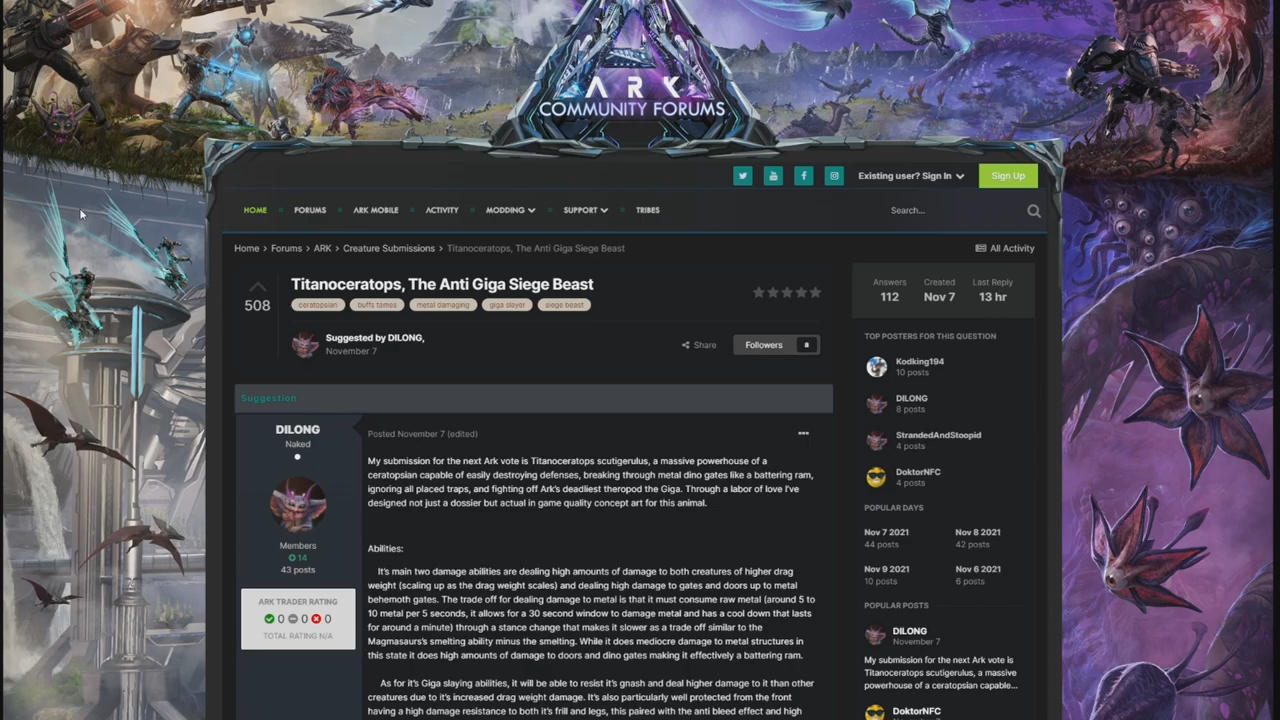 ARK
COMMUNITY FORUMS
Existing user? Sign In
Sign Up
HOME
FORUMS
ARK MOBILE
ACTIVITY
MODDING
SUPPORT
TRIBES
Search...
Home > Forums > ARK > Creature Submissions > Titanoceratops, The Anti Giga Siege Beast
All Activity
508
Titanoceratops, The Anti Giga Siege Beast
ceratopsian
buffs tames
metal damaging
giga slayer
siege beast
Suggested by DILONG,
November 7
Share
Followers
8
Answers
112
Created
Nov 7
Last Reply
13 hr
Suggestion
DILONG
Naked
Members
14
43 posts
ARK TRADER RATING
0 0 0
TOTAL RATING N/A
Posted November 7 (edited)
My submission for the next Ark vote is Titanoceratops scutigerulus, a massive powerhouse of a
ceratopsian capable of easily destroying defenses, breaking through metal dino gates like a battering ram,
ignoring all placed traps, and fighting off Ark's deadliest theropod the Giga. Through a labor of love I've
designed not just a dossier but actual in game quality concept art for this animal.
Abilities:
It's main two damage abilities are dealing high amounts of damage to both creatures of higher drag
weight (scaling up as the drag weight scales) and dealing high damage to gates and doors up to metal
behemoth gates. The trade off for dealing damage to metal is that it must consume raw metal (around 5 to
10 metal per 5 seconds, it allows for a 30 second window to damage metal and has a cool down that lasts
for around a minute) through a stance change that makes it slower as a trade off similar to the
Magmasaur's smelting ability minus the smelting. While it does mediocre damage to metal structures in
this state it does high amounts of damage to doors and dino gates making it effectively a battering ram.
As for it's Giga slaying abilities, it will be able to resist it's gnash and deal higher damage to it than other
creatures due to it's increased drag weight damage. It's also particularly well protected from the front
having a high damage resistance to both it's frill and legs, this paired with the anti bleed effect and high
TOP POSTERS FOR THIS QUESTION
Kodking194
10 posts
DILONG
8 posts
StrandedAndStoopid
4 posts
DoktorNFC
4 posts
POPULAR DAYS
Nov 7 2021
44 posts
Nov 8 2021
42 posts
Nov 9 2021
10 posts
Nov 6 2021
6 posts
POPULAR POSTS
DILONG
November 7
My submission for the next Ark vote is
Titanoceratops scutigerulus, a massive
powerhouse of a ceratopsian capable...
DoktorNFC